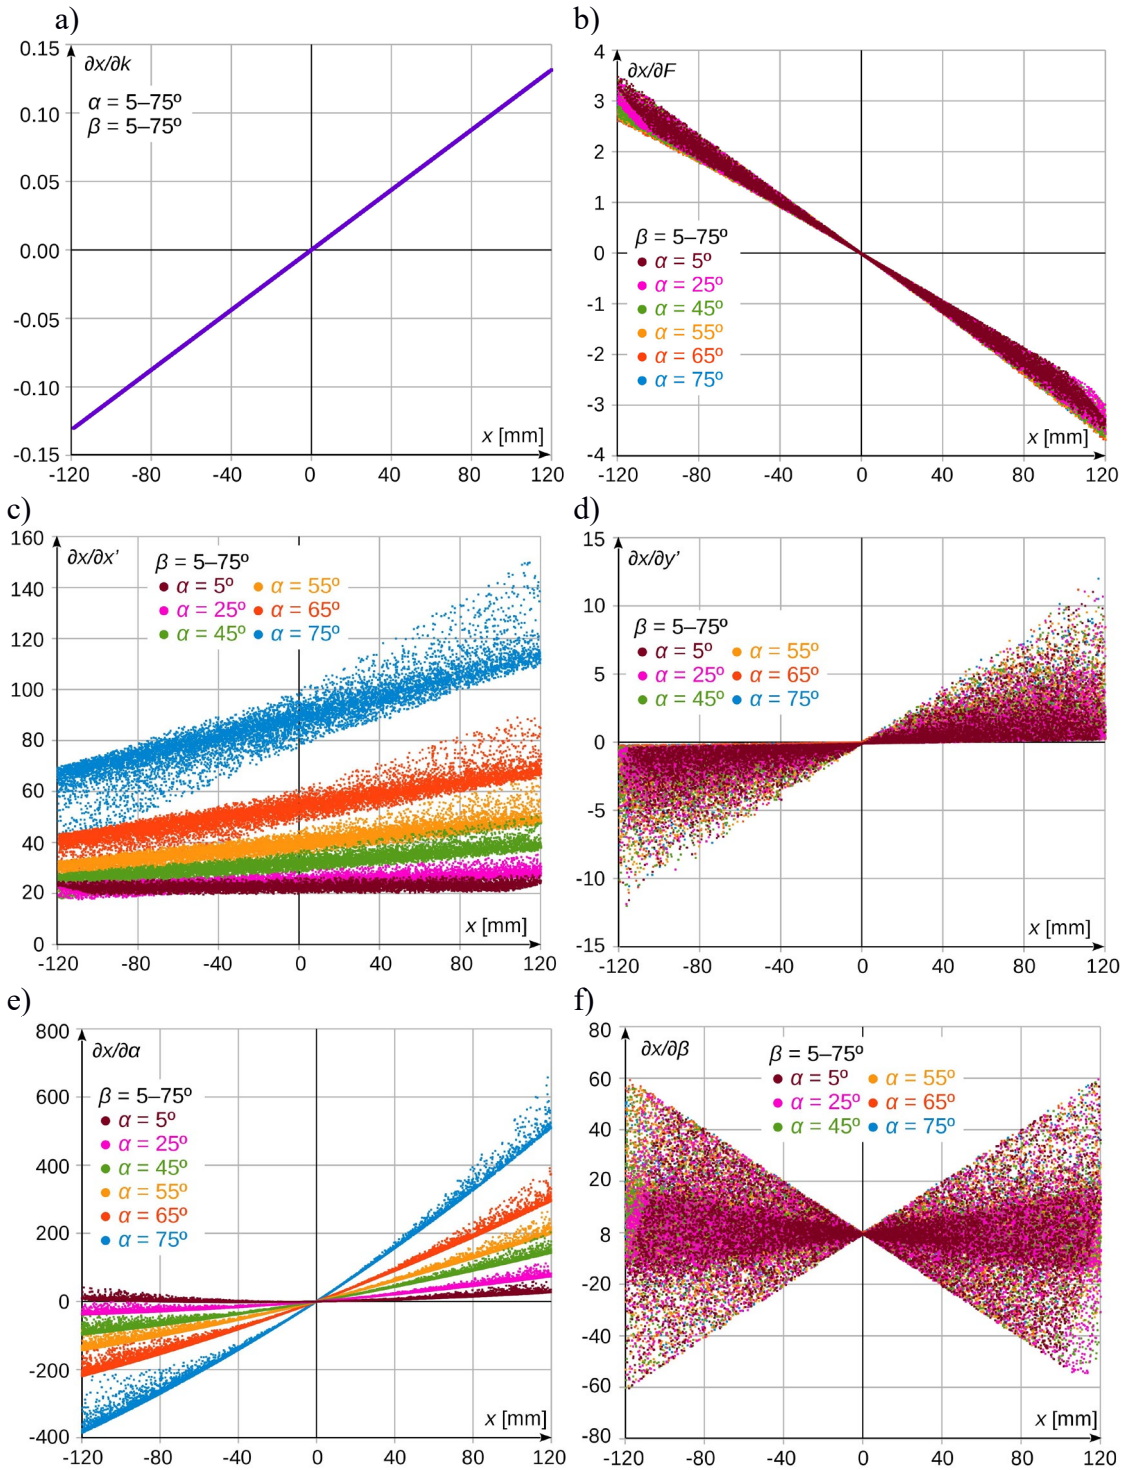 a)
0.15
∂x/∂k
α = 5–75º
β = 5–75º
0.10
0.05
0.00
-0.05
-0.10
-0.15
x [mm]
-120 -80 -40 0 40 80 120
b)
4
∂x/∂F
3
2
1
0
-1
-2
-3
-4
β = 5–75º
α = 5º
α = 25º
α = 45º
α = 55º
α = 65º
α = 75º
x [mm]
-120 -80 -40 0 40 80 120
c)
160
∂x/∂x’
140
120
100
80
60
40
20
0
β = 5–75º
α = 5º α = 55º
α = 25º α = 65º
α = 45º α = 75º
x [mm]
-120 -80 -40 0 40 80 120
d)
15
∂x/∂y’
10
5
0
-5
-10
-15
β = 5–75º
α = 5º α = 55º
α = 25º α = 65º
α = 45º α = 75º
x [mm]
-120 -80 -40 0 40 80 120
e)
800
∂x/∂α
600
400
200
0
-200
-400
β = 5–75º
α = 5º
α = 25º
α = 45º
α = 55º
α = 65º
α = 75º
x [mm]
-120 -80 -40 0 40 80 120
f)
80
∂x/∂β
60
40
20
8
-20
-40
-60
-80
β = 5–75º
α = 5º α = 55º
α = 25º α = 65º
α = 45º α = 75º
x [mm]
-120 -80 -40 0 40 80 120